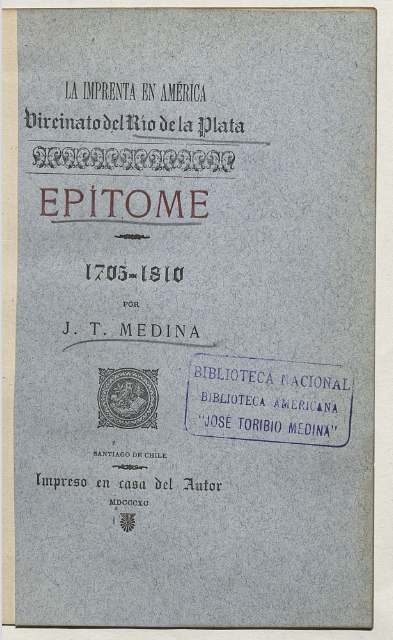 LA IMPRENTA EN AMÉRICA
Vireinato del Río de la Plata
EPÍTOME
1705-1810
POR
J. T. MEDINA
SANTIAGO DE CHILE
Impreso en casa del Autor
MDCCCXC
BIBLIOTECA NACIONAL
BIBLIOTECA AMERICANA
"JOSÉ TORIBIO MEDINA"